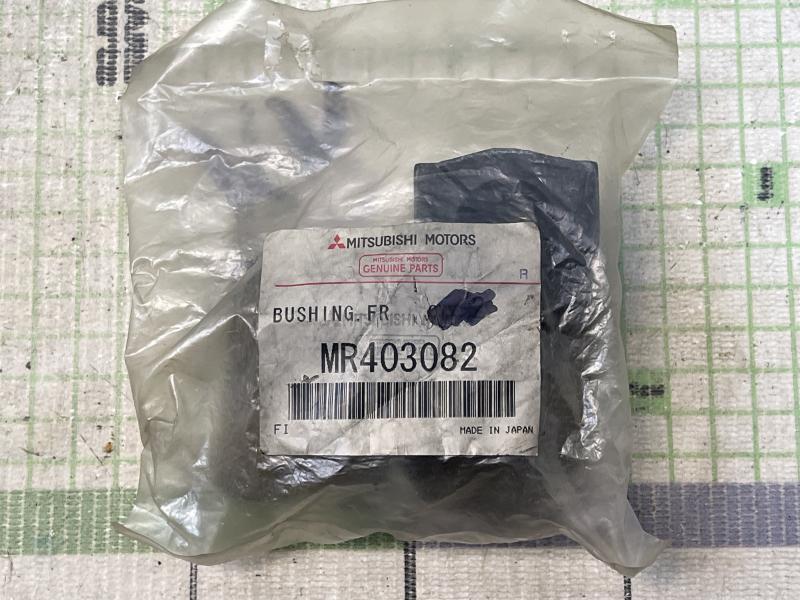 MITSUBISHI MOTORS
MITSUBISHI MOTORS
GENUINE PARTS
R
BUSHING,FR
MR403082
FI
MADE IN JAPAN